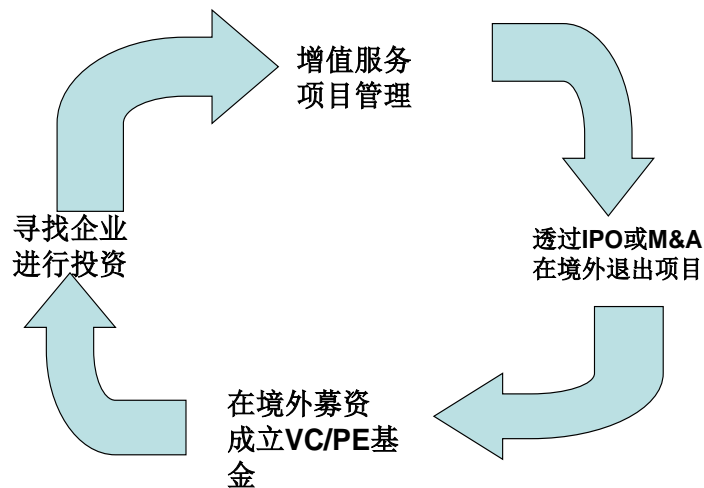 增值服务
项目管理
寻找企业
进行投资
透过IPO或M&A
在境外退出项目
在境外募资
成立VC/PE基
金